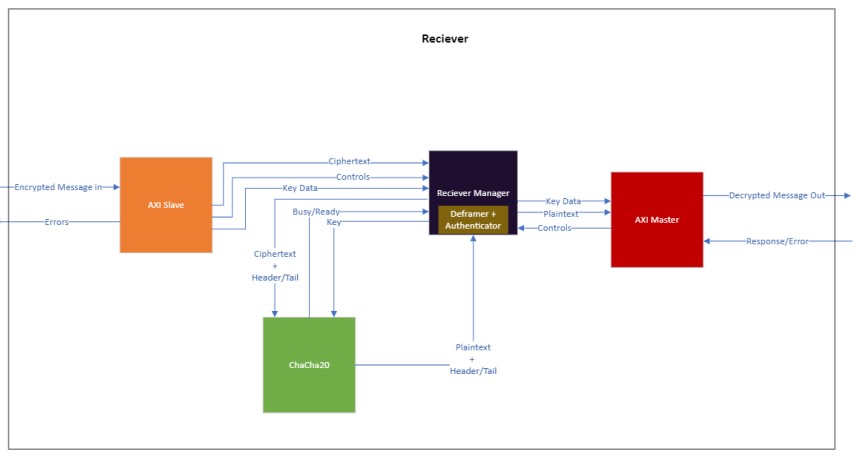 Reciever
Ciphertext
Controls
Key Data
Encrypted Message in
AXI Slave
Errors
Reciever Manager
Deframer +
Authenticator
Busy/Ready
Key
Key Data
Plaintext
Controls
AXI Master
Decrypted Message Out
Response/Error
Ciphertext
+
Header/Tail
ChaCha20
Plaintext
+
Header/Tail